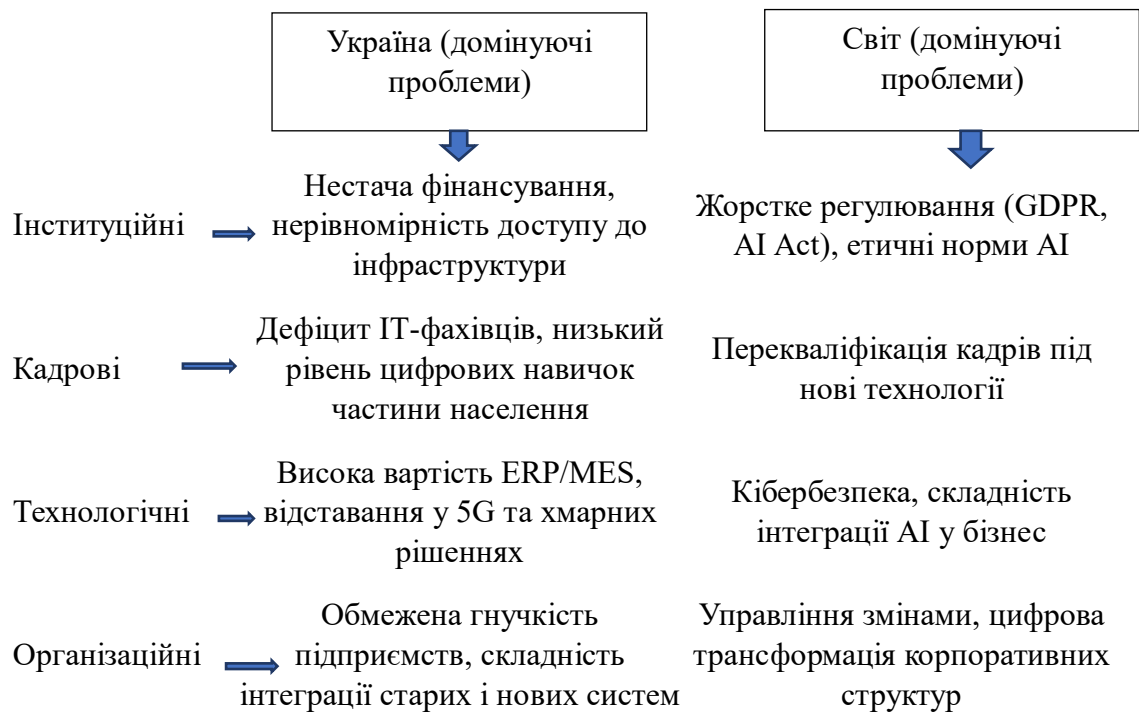 Україна (домінуючі
проблеми)
Світ (домінуючі
проблеми)
Інституційні
Нестача фінансування,
нерівномірність доступу до
інфраструктури
Жорстке регулювання (GDPR,
AI Act), етичні норми AI
Кадрові
Дефіцит IT-фахівців, низький
рівень цифрових навичок
частини населення
Перекваліфікація кадрів під
нові технології
Технологічні
Висока вартість ERP/MES,
відставання у 5G та хмарних
рішеннях
Кібербезпека, складність
інтеграції AI у бізнес
Організаційні
Обмежена гнучкість
підприємств, складність
інтеграції старих і нових систем
Управління змінами, цифрова
трансформація корпоративних
структур